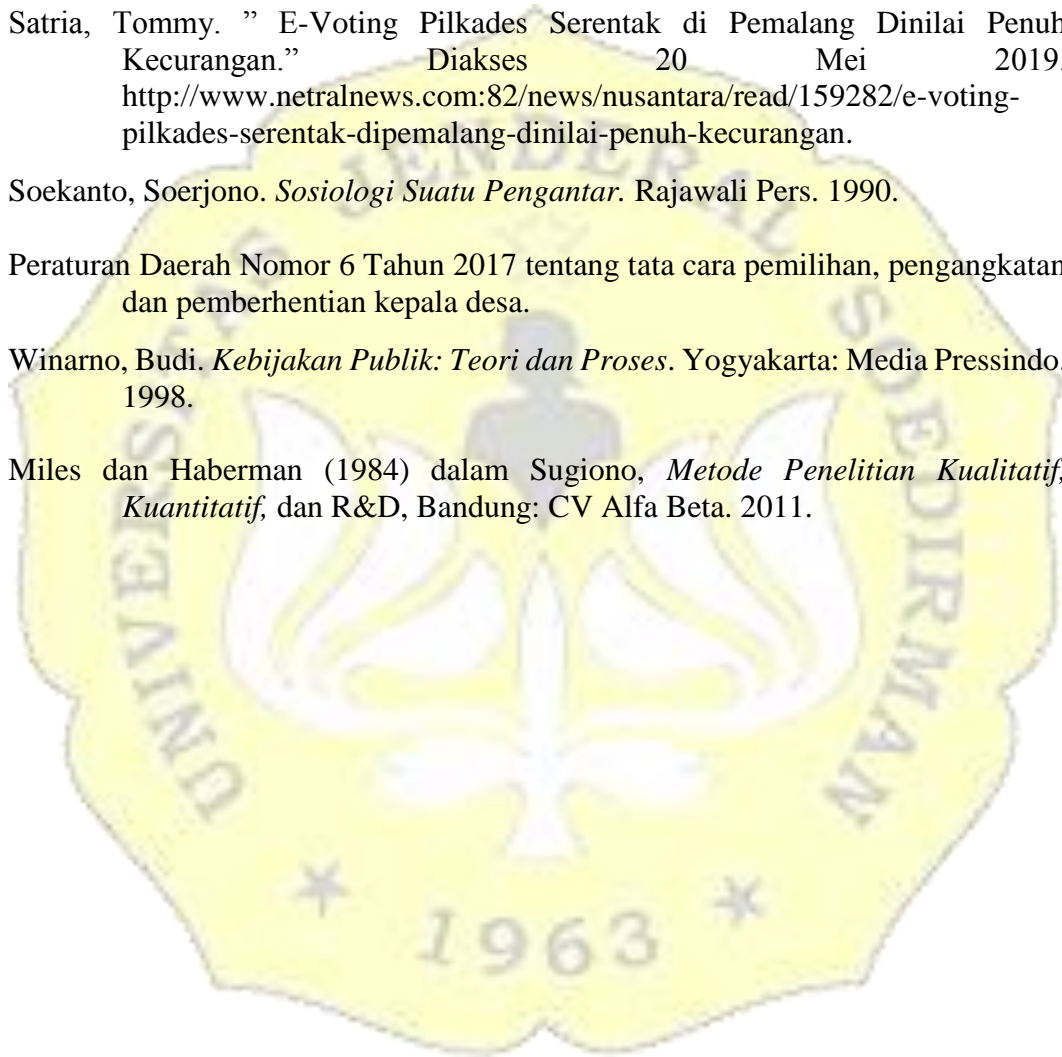 Satria, Tommy. ” E-Voting Pilkades Serentak di Pemalang Dinilai Penuh
Kecurangan.” Diakses 20 Mei 2019.
http://www.netralnews.com:82/news/nusantara/read/159282/e-voting-
pilkades-serentak-dipemalang-dinilai-penuh-kecurangan.
Soekanto, Soerjono. Sosiologi Suatu Pengantar. Rajawali Pers. 1990.
Peraturan Daerah Nomor 6 Tahun 2017 tentang tata cara pemilihan, pengangkatan
dan pemberhentian kepala desa.
Winarno, Budi. Kebijakan Publik: Teori dan Proses. Yogyakarta: Media Pressindo.
1998.
Miles dan Haberman (1984) dalam Sugiono, Metode Penelitian Kualitatif,
Kuantitatif, dan R&D, Bandung: CV Alfa Beta. 2011.
UNIVERSITAS JENDERAL SOEDIRMAN
1963